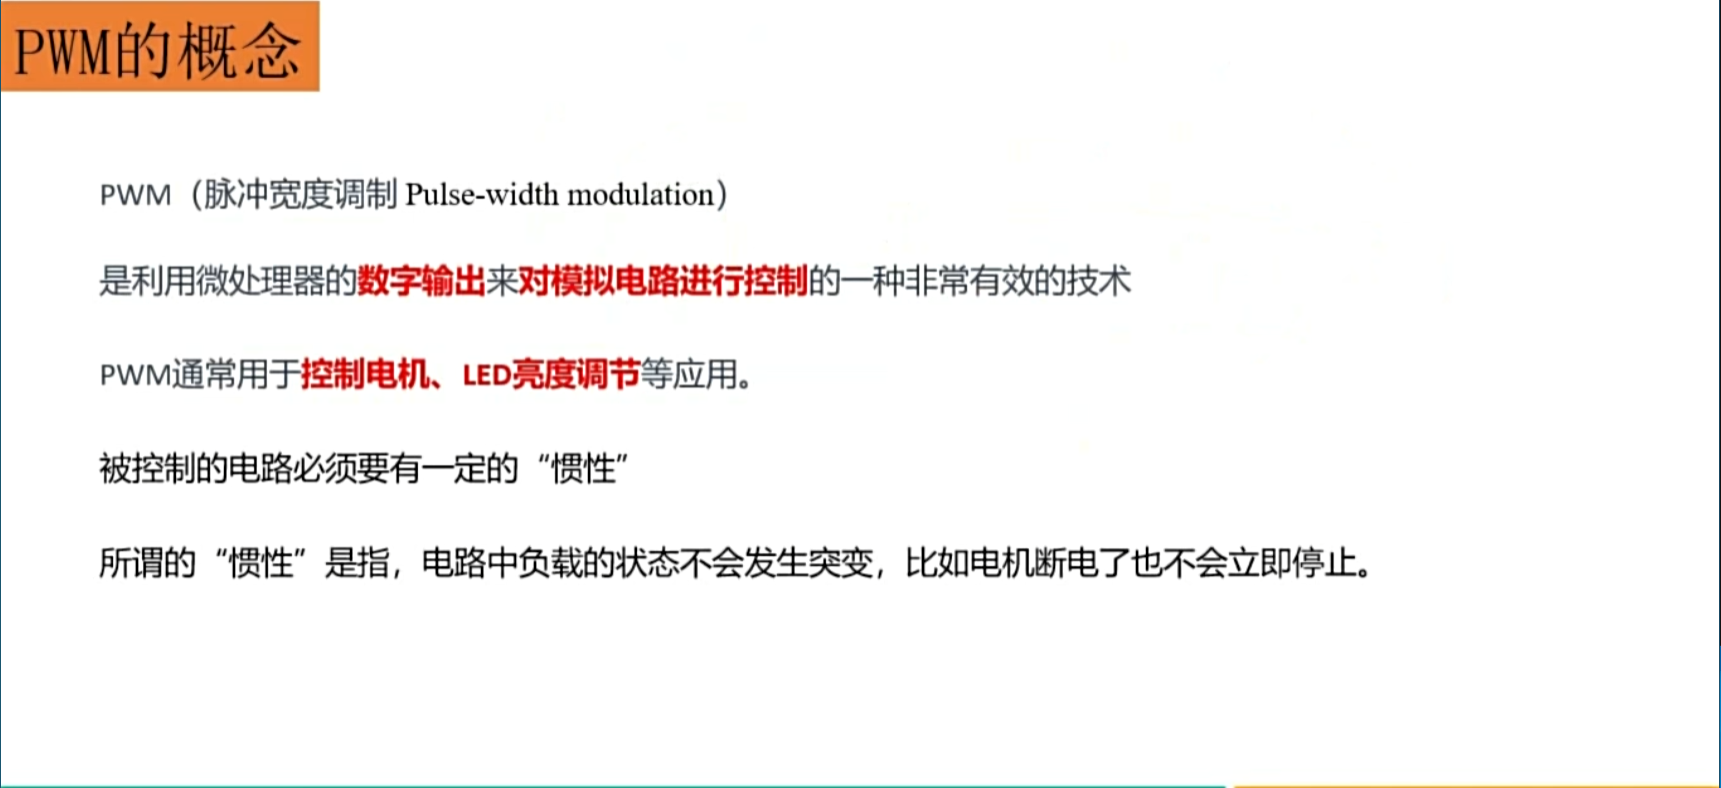 PWM的概念
PWM（脉冲宽度调制 Pulse-width modulation）
是利用微处理器的数字输出来对模拟电路进行控制的一种非常有效的技术
PWM通常用于控制电机、LED亮度调节等应用。
被控制的电路必须要有一定的“惯性”
所谓的“惯性”是指，电路中负载的状态不会发生突变，比如电机断电了也不会立即停止。